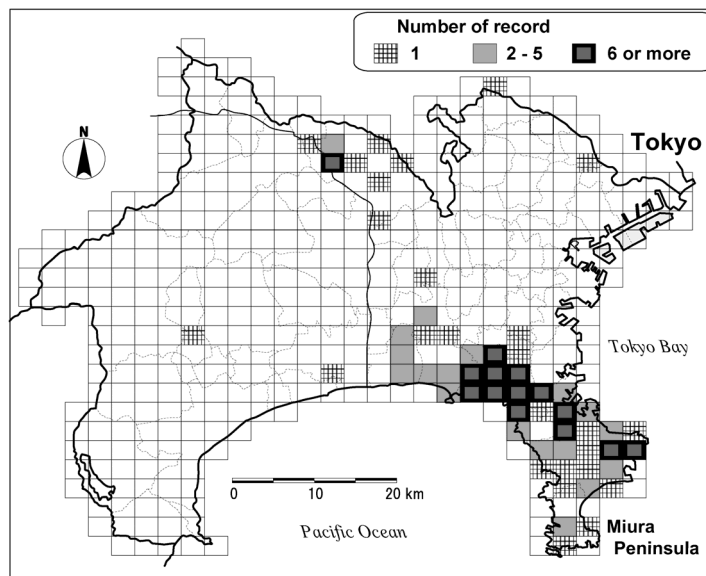 Number of record
1
2 - 5
6 or more
N
Tokyo
Tokyo Bay
0 10 20 km
Pacific Ocean
Miura
Peninsula